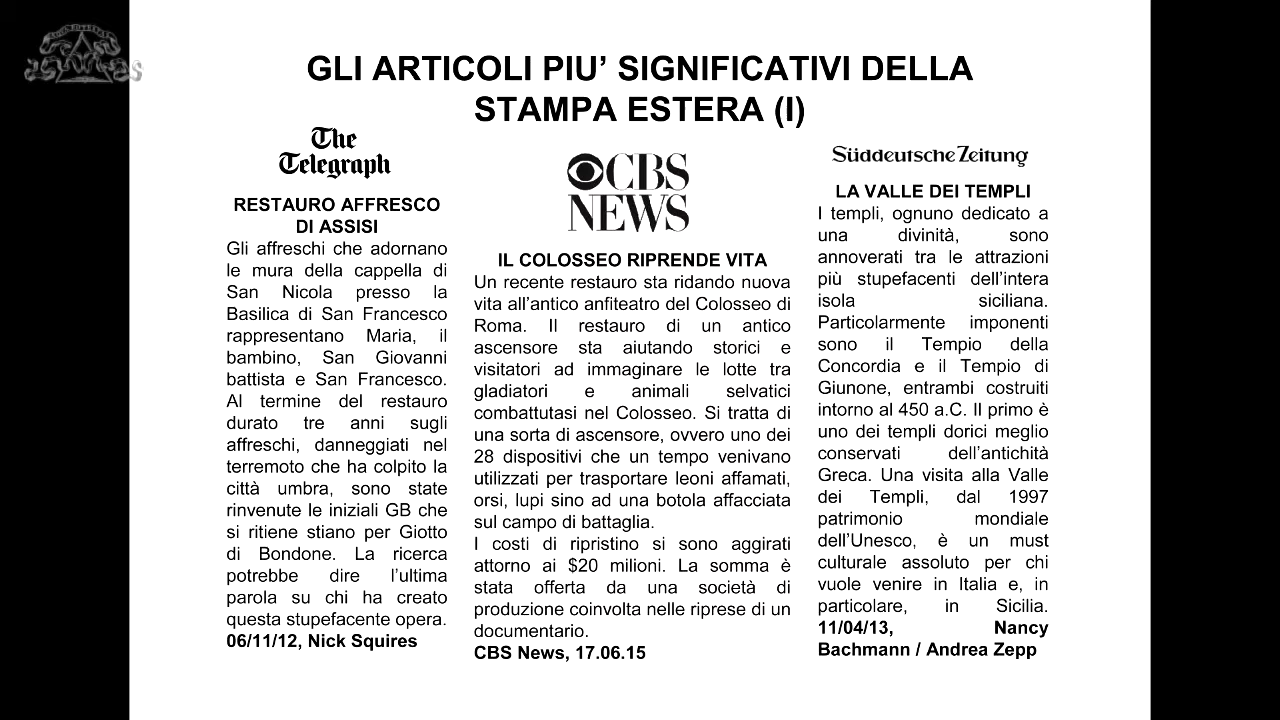 GLI ARTICOLI PIU’ SIGNIFICATIVI DELLA
STAMPA ESTERA (I)
The
Telegraph
RESTAURO AFFRESCO
DI ASSISI
Gli affreschi che adornano
le mura della cappella di
San Nicola presso la
Basilica di San Francesco
rappresentano Maria, il
bambino, San Giovanni
battista e San Francesco.
Al termine del restauro
durato tre anni sugli
affreschi, danneggiati nel
terremoto che ha colpito la
città umbra, sono state
rinvenute le iniziali GB che
si ritiene stiano per Giotto
di Bondone. La ricerca
potrebbe dire l’ultima
parola su chi ha creato
questa stupefacente opera.
06/11/12, Nick Squires
CBS
NEWS
IL COLOSSEO RIPRENDE VITA
Un recente restauro sta ridando nuova
vita all’antico anfiteatro del Colosseo di
Roma. Il restauro di un antico
ascensore sta aiutando storici e
visitatori ad immaginare le lotte tra
gladiatori e animali selvatici
combattutasi nel Colosseo. Si tratta di
una sorta di ascensore, ovvero uno dei
28 dispositivi che un tempo venivano
utilizzati per trasportare leoni affamati,
orsi, lupi sino ad una botola affacciata
sul campo di battaglia.
I costi di ripristino si sono aggirati
attorno ai $20 milioni. La somma è
stata offerta da una società di
produzione coinvolta nelle riprese di un
documentario.
CBS News, 17.06.15
Süddeutsche Zeitung
LA VALLE DEI TEMPLI
I templi, ognuno dedicato a
una divinità, sono
annoverati tra le attrazioni
più stupefacenti dell’intera
isola siciliana.
Particolarmente imponenti
sono il Tempio della
Concordia e il Tempio di
Giunone, entrambi costruiti
intorno al 450 a.C. Il primo è
uno dei templi dorici meglio
conservati dell’antichità
Greca. Una visita alla Valle
dei Templi, dal 1997
patrimonio mondiale
dell’Unesco, è un must
culturale assoluto per chi
vuole venire in Italia e, in
particolare, in Sicilia.
11/04/13, Nancy
Bachmann / Andrea Zepp